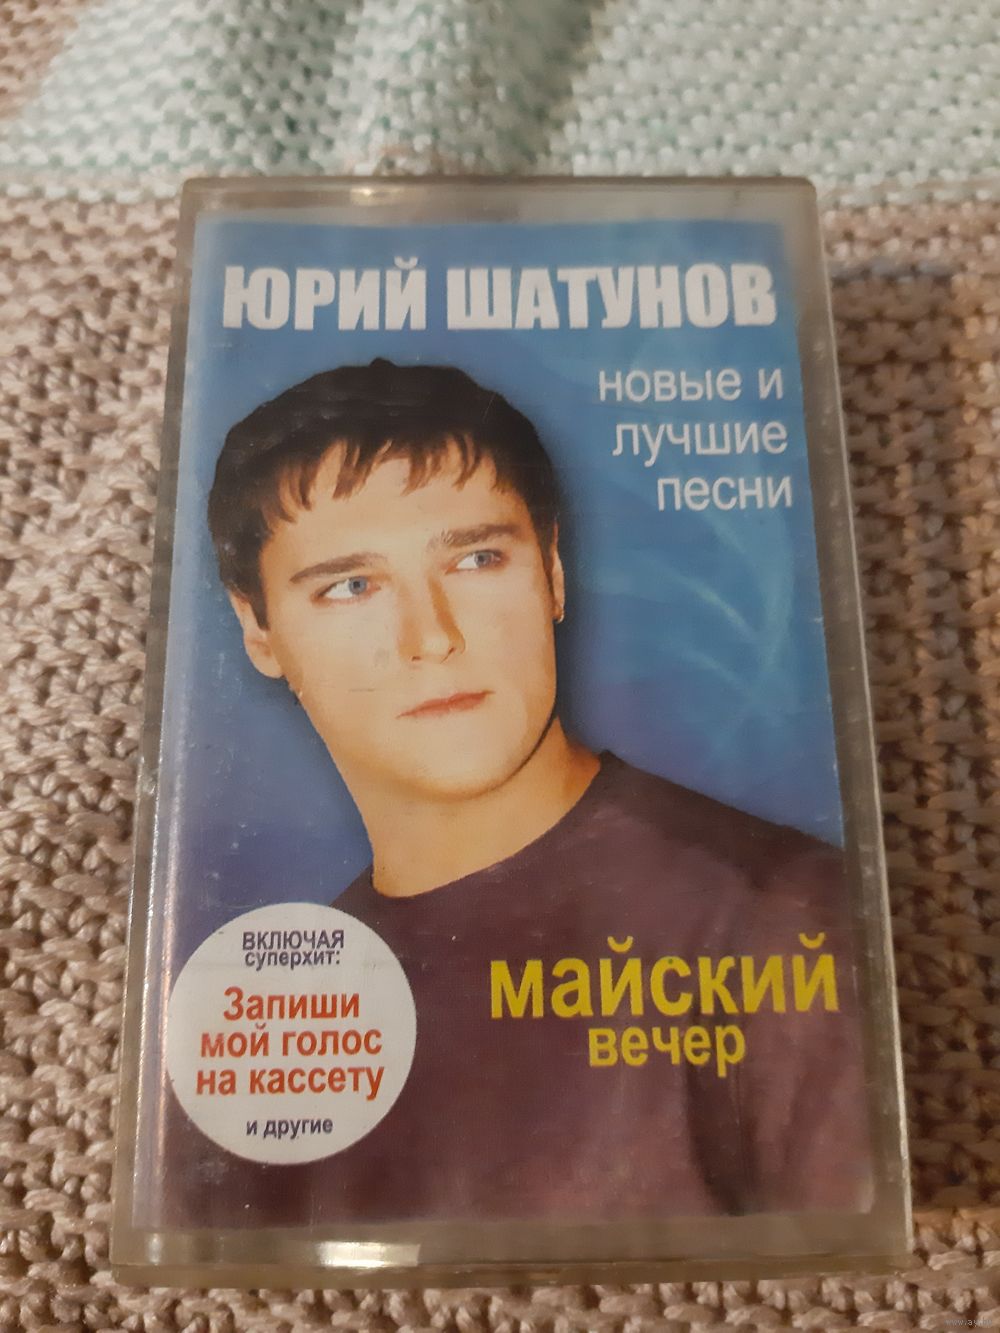 ЮРИЙ ШАТУНОВ
новые и
лучшие
песни
ВКЛЮЧАЯ
суперхит:
Запиши
мой голос
на кассету
и другие
майский
вечер